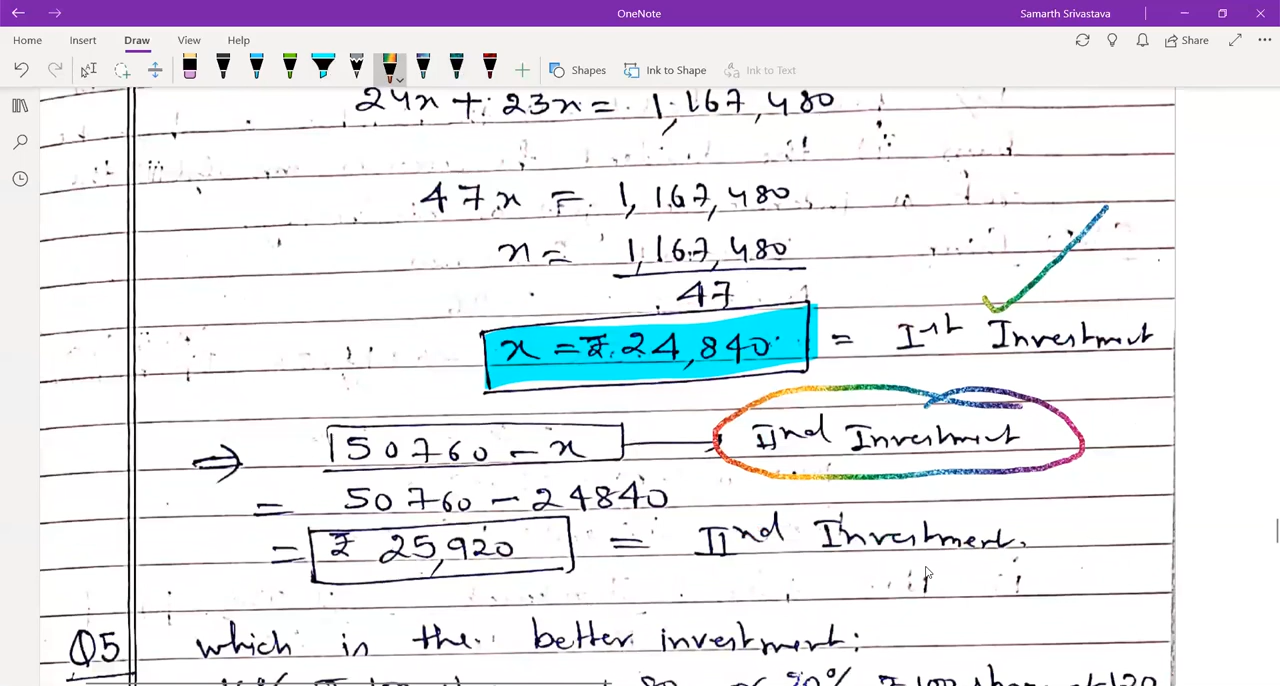 OneNote
Samarth Srivastava
Home Insert Draw View Help
Share
Shapes Ink to Shape Ink to Text
24x + 23x = 1,167,480
47x = 1,167,480
x = 1,167,480
47
x = ₹ 24,840 = Ist Investment
⇒ 50760 - x IInd Investment
= 50760 - 24840
= ₹ 25,920 = IInd Investment.
Q5 which is the better investment: